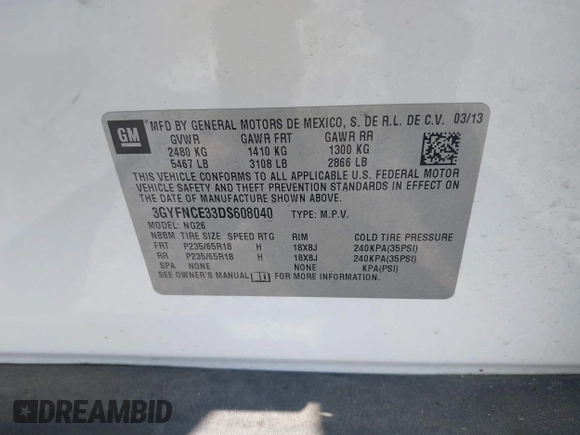 GM
MFD BY GENERAL MOTORS DE MEXICO, S. DE R.L. DE C.V. 03/13
GVWR GAWR FRT GAWR RR
2480 KG 1410 KG 1300 KG
5467 LB 3108 LB 2866 LB
THIS VEHICLE CONFORMS TO ALL APPLICABLE U.S. FEDERAL MOTOR
VEHICLE SAFETY AND THEFT PREVENTION STANDARDS IN EFFECT ON
THE DATE OF MANUFACTURE SHOWN ABOVE.
3GYFNCE33DS608040 TYPE: M.P.V.
MODEL: NG26
NBBM TIRE SIZE SPEED RTG RIM COLD TIRE PRESSURE
FRT P235/65R18 H 18X8J 240KPA(35PSI)
RR P235/65R18 H 18X8J 240KPA(35PSI)
SPA NONE NONE KPA(PSI)
SEE OWNER'S MANUAL FOR MORE INFORMATION.
DREAMBID